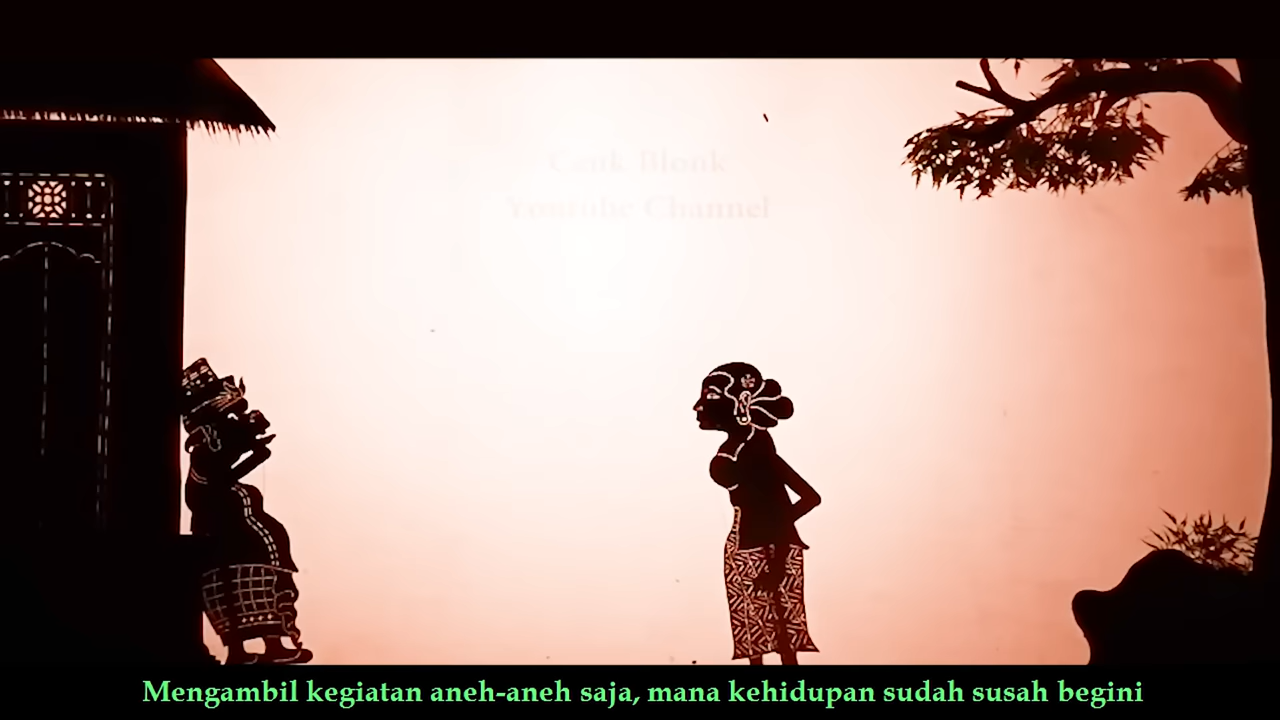 Cenk Blonk
Youtube Channel
Mengambil kegiatan aneh-aneh saja, mana kehidupan sudah susah begini